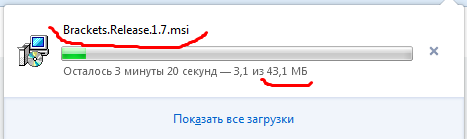 Brackets.Release.1.7.msi
Осталось 3 минуты 20 секунд — 3,1 из 43,1 МБ
Показать все загрузки